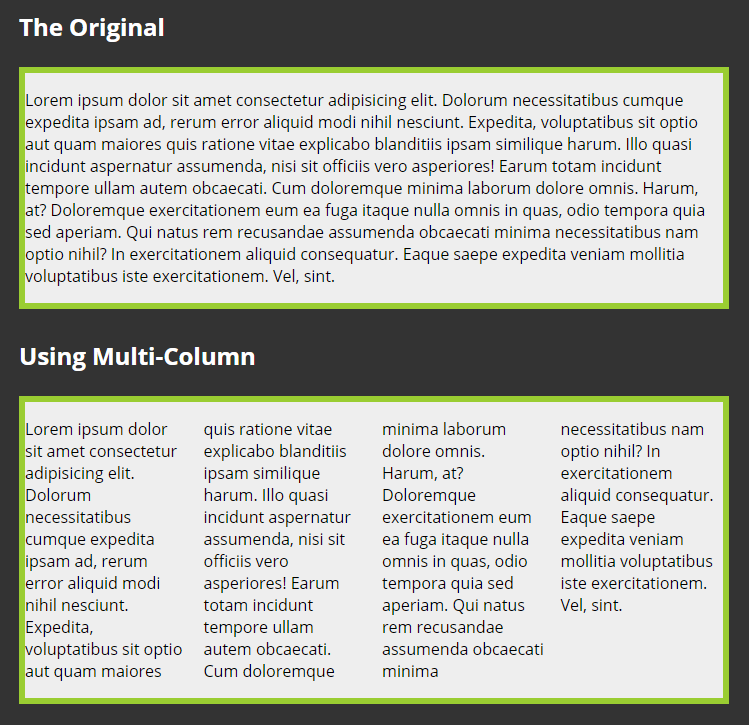 The Original
Lorem ipsum dolor sit amet consectetur adipisicing elit. Dolorum necessitatibus cumque
expedita ipsam ad, rerum error aliquid modi nihil nesciunt. Expedita, voluptatibus sit optio
aut quam maiores quis ratione vitae explicabo blanditiis ipsam similique harum. Illo quasi
incidunt aspernatur assumenda, nisi sit officiis vero asperiores! Earum totam incidunt
tempore ullam autem obcaecati. Cum doloremque minima laborum dolore omnis. Harum,
at? Doloremque exercitationem eum ea fuga itaque nulla omnis in quas, odio tempora quia
sed aperiam. Qui natus rem recusandae assumenda obcaecati minima necessitatibus nam
optio nihil? In exercitationem aliquid consequatur. Eaque saepe expedita veniam mollitia
voluptatibus iste exercitationem. Vel, sint.
Using Multi-Column
Lorem ipsum dolor
sit amet consectetur
adipisicing elit.
Dolorum
necessitatibus
cumque expedita
ipsam ad, rerum
error aliquid modi
nihil nesciunt.
Expedita,
voluptatibus sit optio
aut quam maiores
quis ratione vitae
explicabo blanditiis
ipsam similique
harum. Illo quasi
incidunt aspernatur
assumenda, nisi sit
officiis vero
asperiores! Earum
totam incidunt
tempore ullam
autem obcaecati.
Cum doloremque
minima laborum
dolore omnis.
Harum, at?
Doloremque
exercitationem eum
ea fuga itaque nulla
omnis in quas, odio
tempora quia sed
aperiam. Qui natus
rem recusandae
assumenda obcaecati
minima
necessitatibus nam
optio nihil? In
exercitationem
aliquid consequatur.
Eaque saepe
expedita veniam
mollitia voluptatibus
iste exercitationem.
Vel, sint.